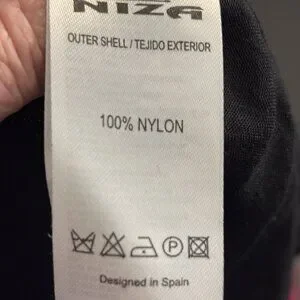 NIZA
OUTER SHELL / TEJIDO EXTERIOR
100% NYLON
P
Designed in Spain